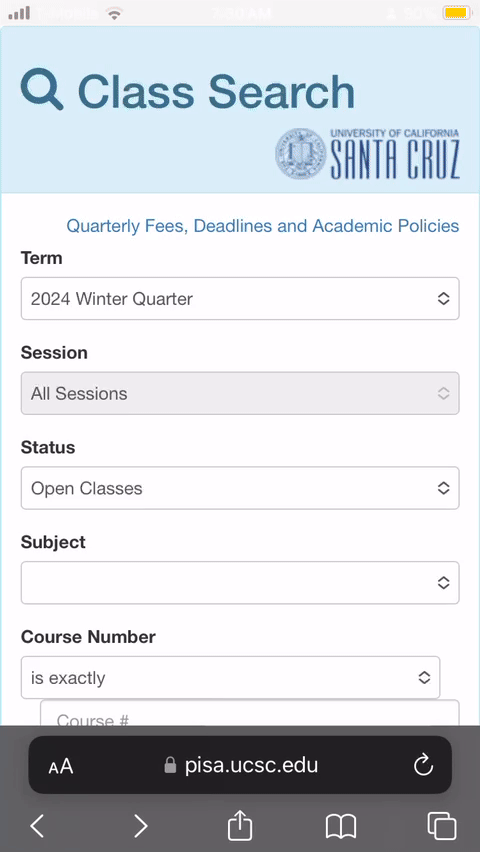 Class Search
UNIVERSITY OF CALIFORNIA
SANTA CRUZ
Quarterly Fees, Deadlines and Academic Policies
Term
2024 Winter Quarter
Session
All Sessions
Status
Open Classes
Subject
Course Number
is exactly
Course #
AA
pisa.ucsc.edu